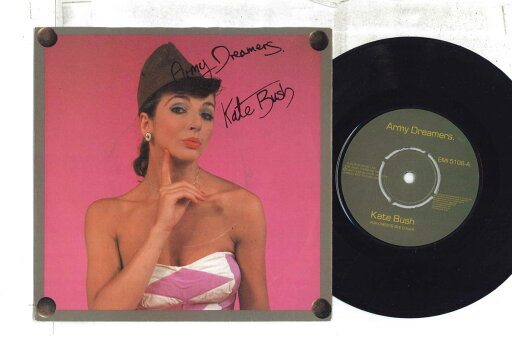 Army Dreamers.
Kate Bush
Army Dreamers.
EMI 5106-A
Kate Bush